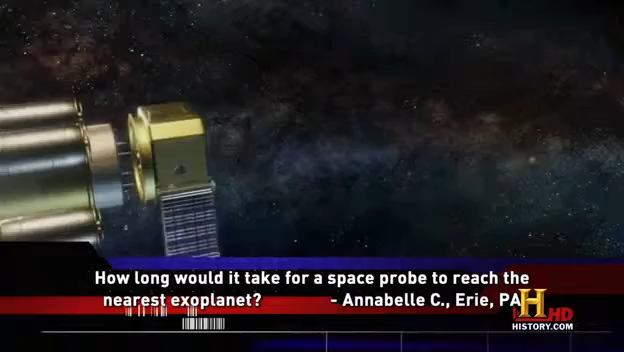 How long would it take for a space probe to reach the
nearest exoplanet? - Annabelle C., Erie, PA
H HD
HISTORY.COM